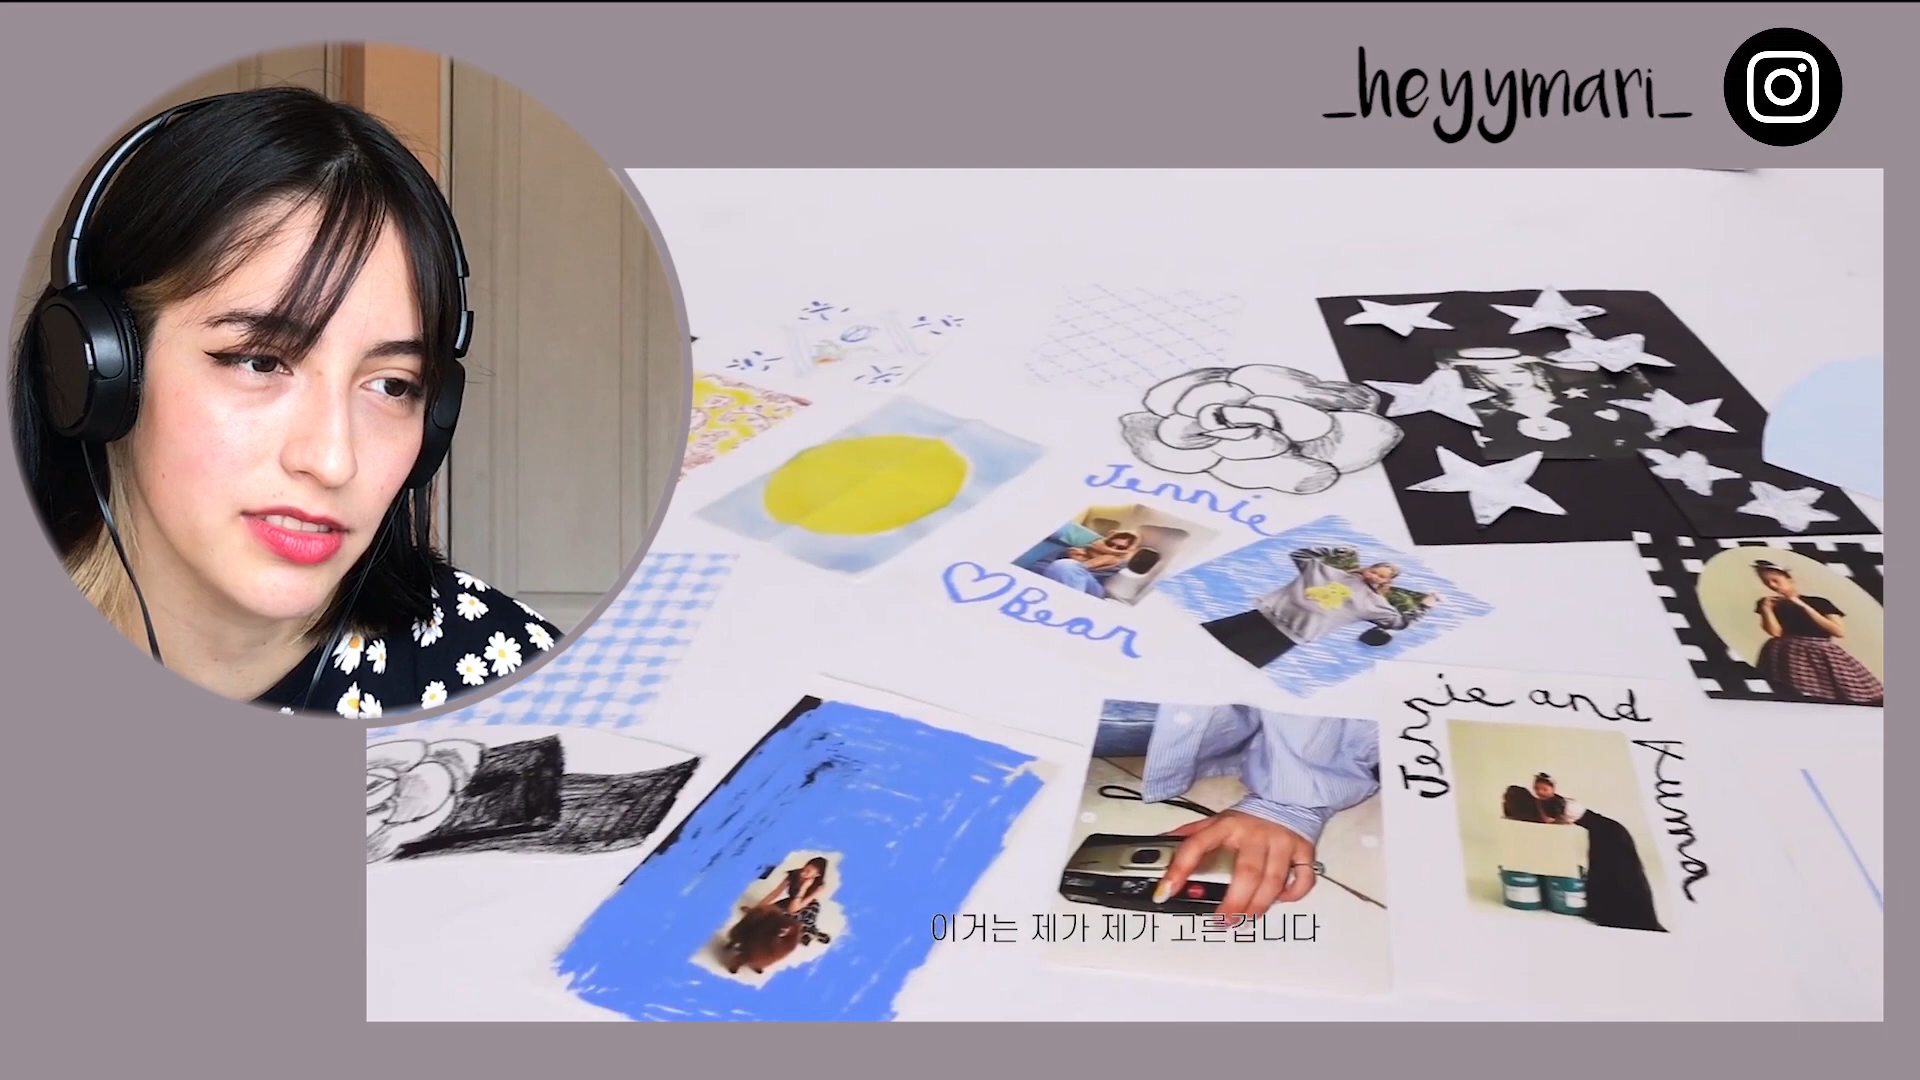 _heyymari_
Jennie
Bear
Jennie and
Kuma
이거는 제가 제가 고른겁니다